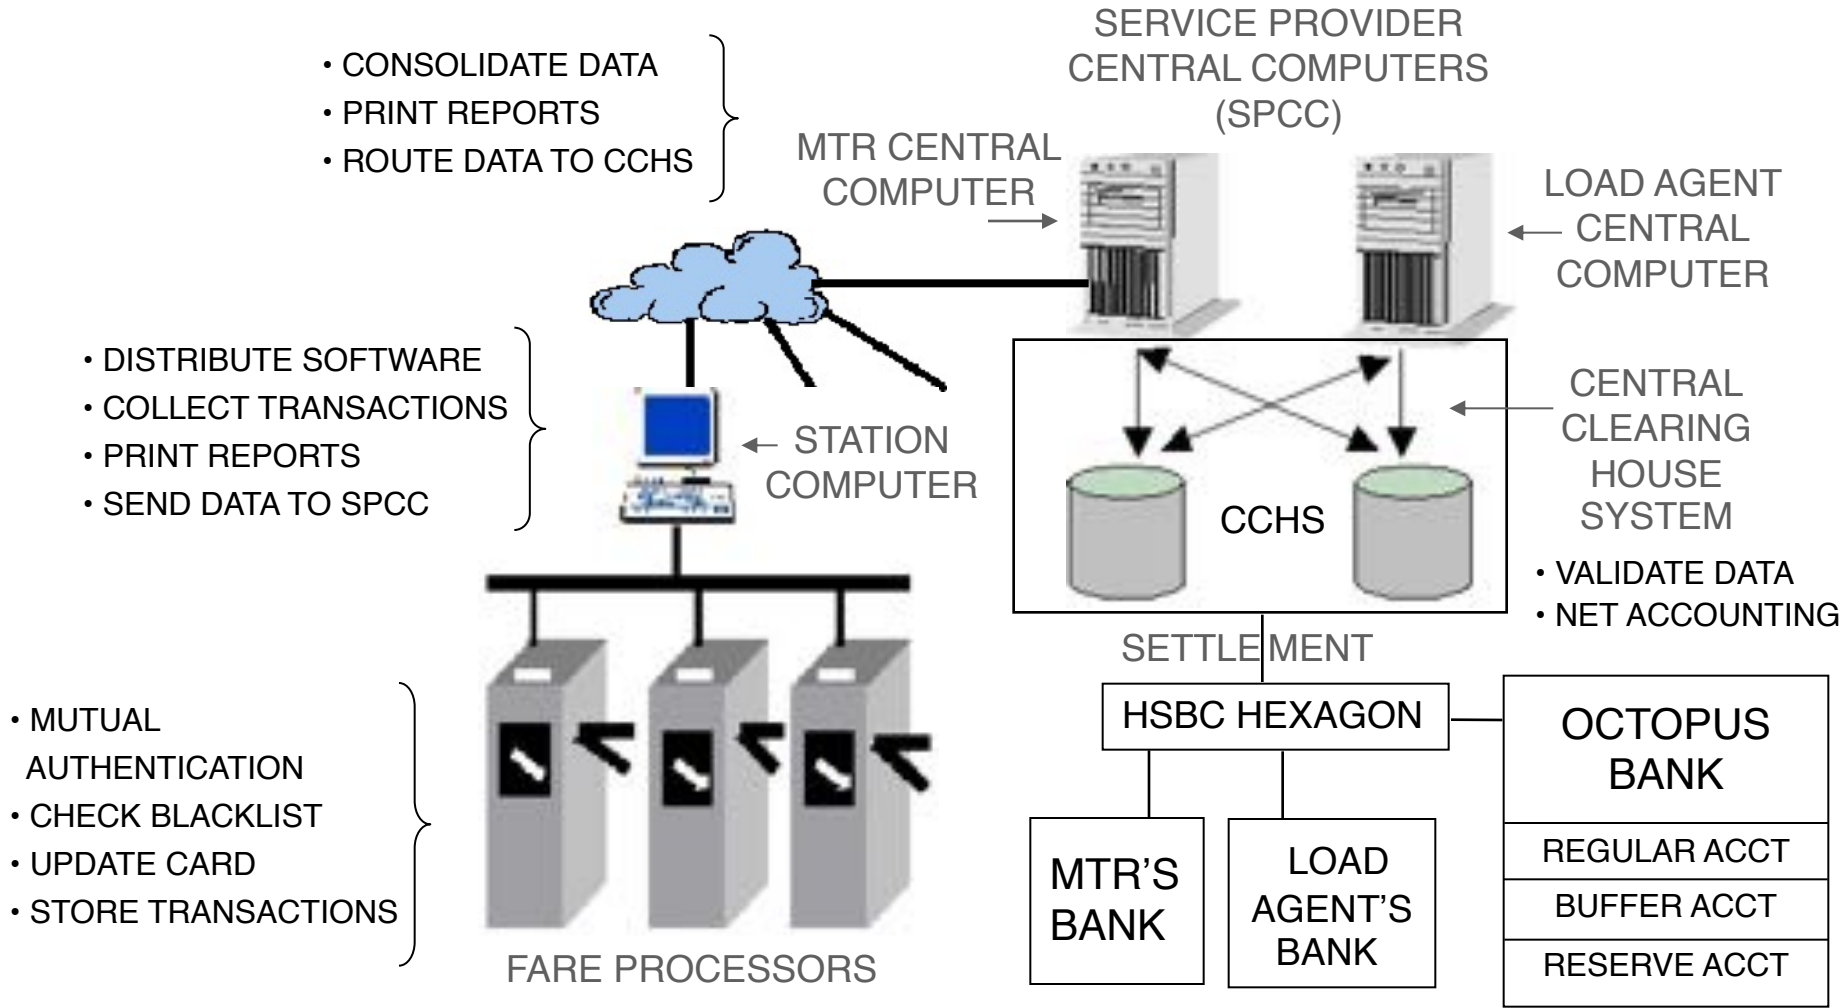 SERVICE PROVIDER
CENTRAL COMPUTERS
(SPCC)
• CONSOLIDATE DATA
• PRINT REPORTS
• ROUTE DATA TO CCHS
MTR CENTRAL
COMPUTER
LOAD AGENT
CENTRAL
COMPUTER
• DISTRIBUTE SOFTWARE
• COLLECT TRANSACTIONS
• PRINT REPORTS
• SEND DATA TO SPCC
STATION
COMPUTER
CENTRAL
CLEARING
HOUSE
SYSTEM
CCHS
• VALIDATE DATA
• NET ACCOUNTING
SETTLEMENT
HSBC HEXAGON
• MUTUAL
AUTHENTICATION
• CHECK BLACKLIST
• UPDATE CARD
• STORE TRANSACTIONS
FARE PROCESSORS
MTR'S
BANK
LOAD
AGENT'S
BANK
OCTOPUS
BANK
REGULAR ACCT
BUFFER ACCT
RESERVE ACCT